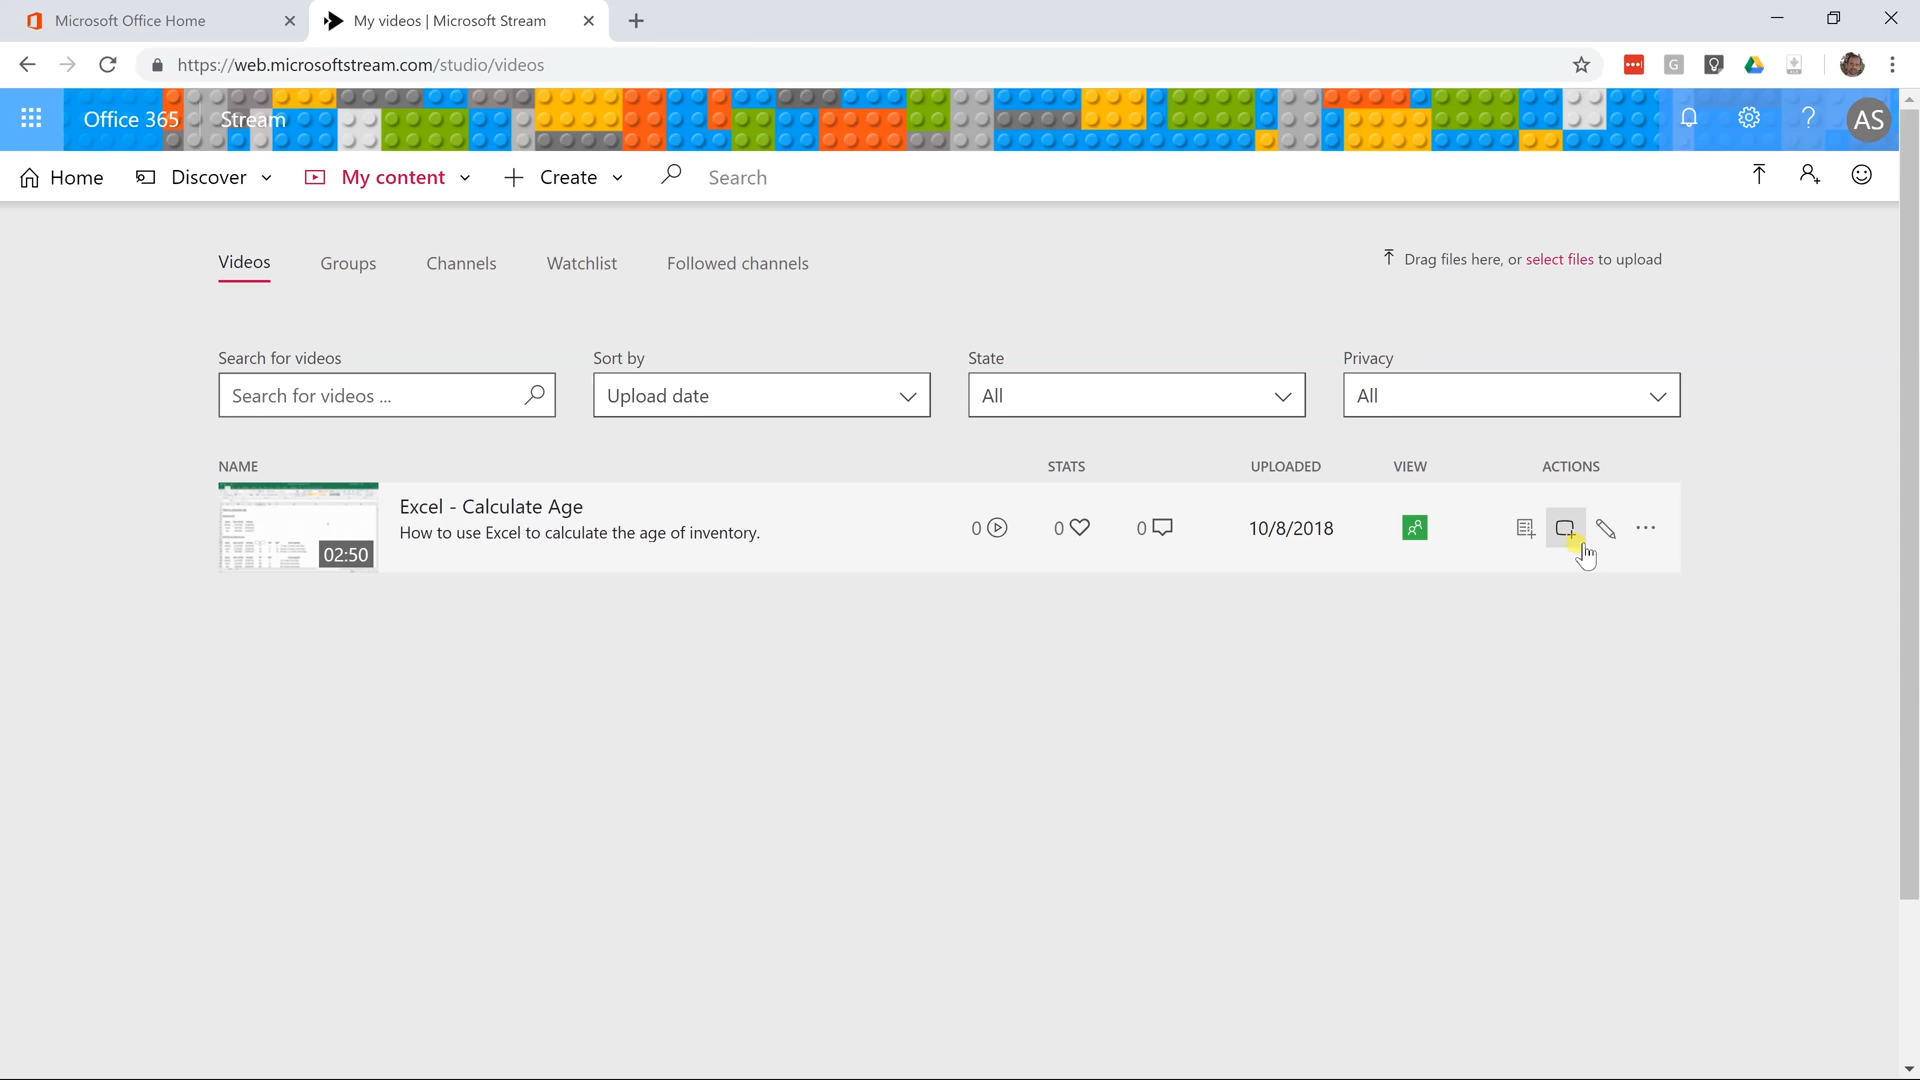 Microsoft Office Home
My videos | Microsoft Stream
https://web.microsoftstream.com/studio/videos
G
Office 365
Stream
AS
Home
Discover
My content
Create
Search
Videos
Groups
Channels
Watchlist
Followed channels
Drag files here, or select files to upload
Search for videos
Sort by
State
Privacy
Search for videos ...
Upload date
All
All
NAME
STATS
UPLOADED
VIEW
ACTIONS
Excel - Calculate Age
How to use Excel to calculate the age of inventory.
02:50
0
0
0
10/8/2018